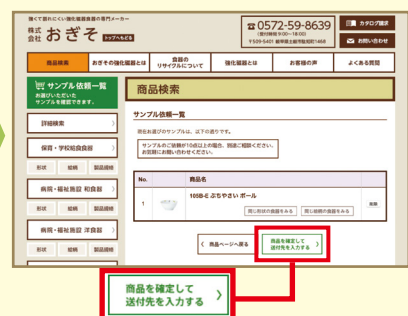 強くて割れにくい強化磁器食器の専門メーカー
株式会社 おぎそ トップページへもどる
☎0572-59-8639
(受付時間 9:00〜18:00)
〒509-5401 岐阜県土岐市駄知町1468
カタログ請求
お問い合わせ
商品検索
おぎその強化磁器とは
食器のリサイクルについて
強化磁器とは
お客様の声
よくある質問
サンプル依頼一覧
お選びいただいた
サンプルを確認できます。
詳細検索
保育・学校給食食器
形状 絵柄 製品規格
病院・福祉施設 和食器
形状 絵柄 製品規格
病院・福祉施設 洋食器
形状 絵柄 製品規格
商品検索
サンプル依頼一覧
現在お選びのサンプルは、以下の通りです。
サンプルのご依頼が10点以上の場合、別途ご相談ください。
お気軽にお問い合わせください。
No. 商品名
1 105B-E ぶちやさい ボール
同じ形状の食器をみる 同じ絵柄の食器をみる
削除
商品ページへ戻る
商品を確定して
送付先を入力する
商品を確定して
送付先を入力する